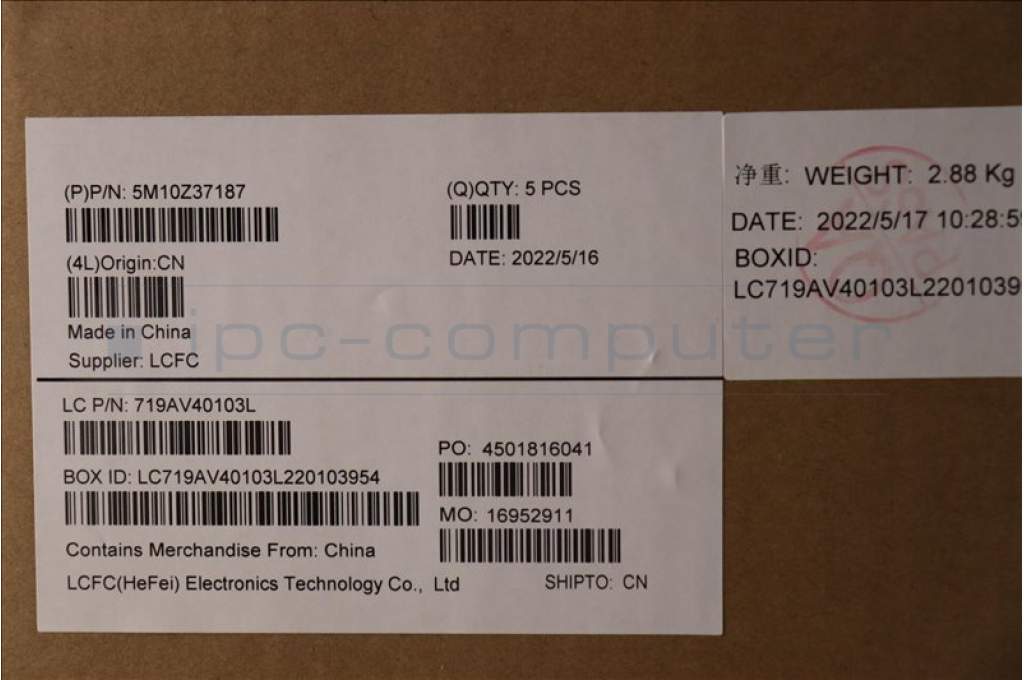 (P)P/N: 5M10Z37187
(Q)QTY: 5 PCS
(4L)Origin:CN
DATE: 2022/5/16
Made in China
Supplier: LCFC
净重: WEIGHT: 2.88 Kg
DATE: 2022/5/17 10:28:5
BOXID:
LC719AV40103L2201039
ipc-computer
LC P/N: 719AV40103L
PO: 4501816041
BOX ID: LC719AV40103L220103954
MO: 16952911
Contains Merchandise From: China
LCFC(HeFei) Electronics Technology Co., Ltd
SHIPTO: CN